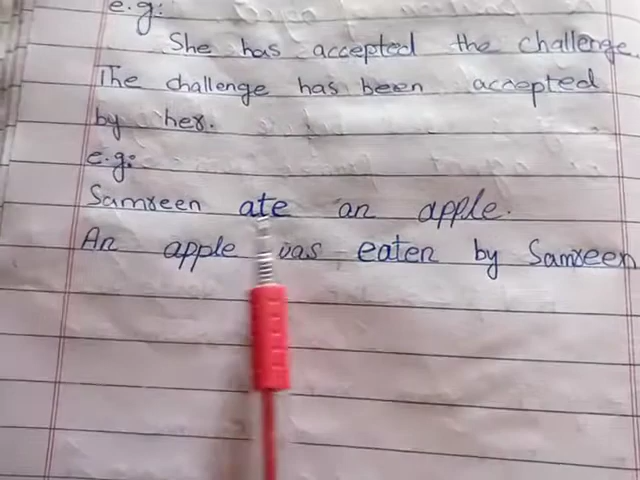 e.g:
She has accepted the challenge.
The challenge has been accepted
by her.
e.g:
Samreen ate an apple.
An apple was eaten by Samreen